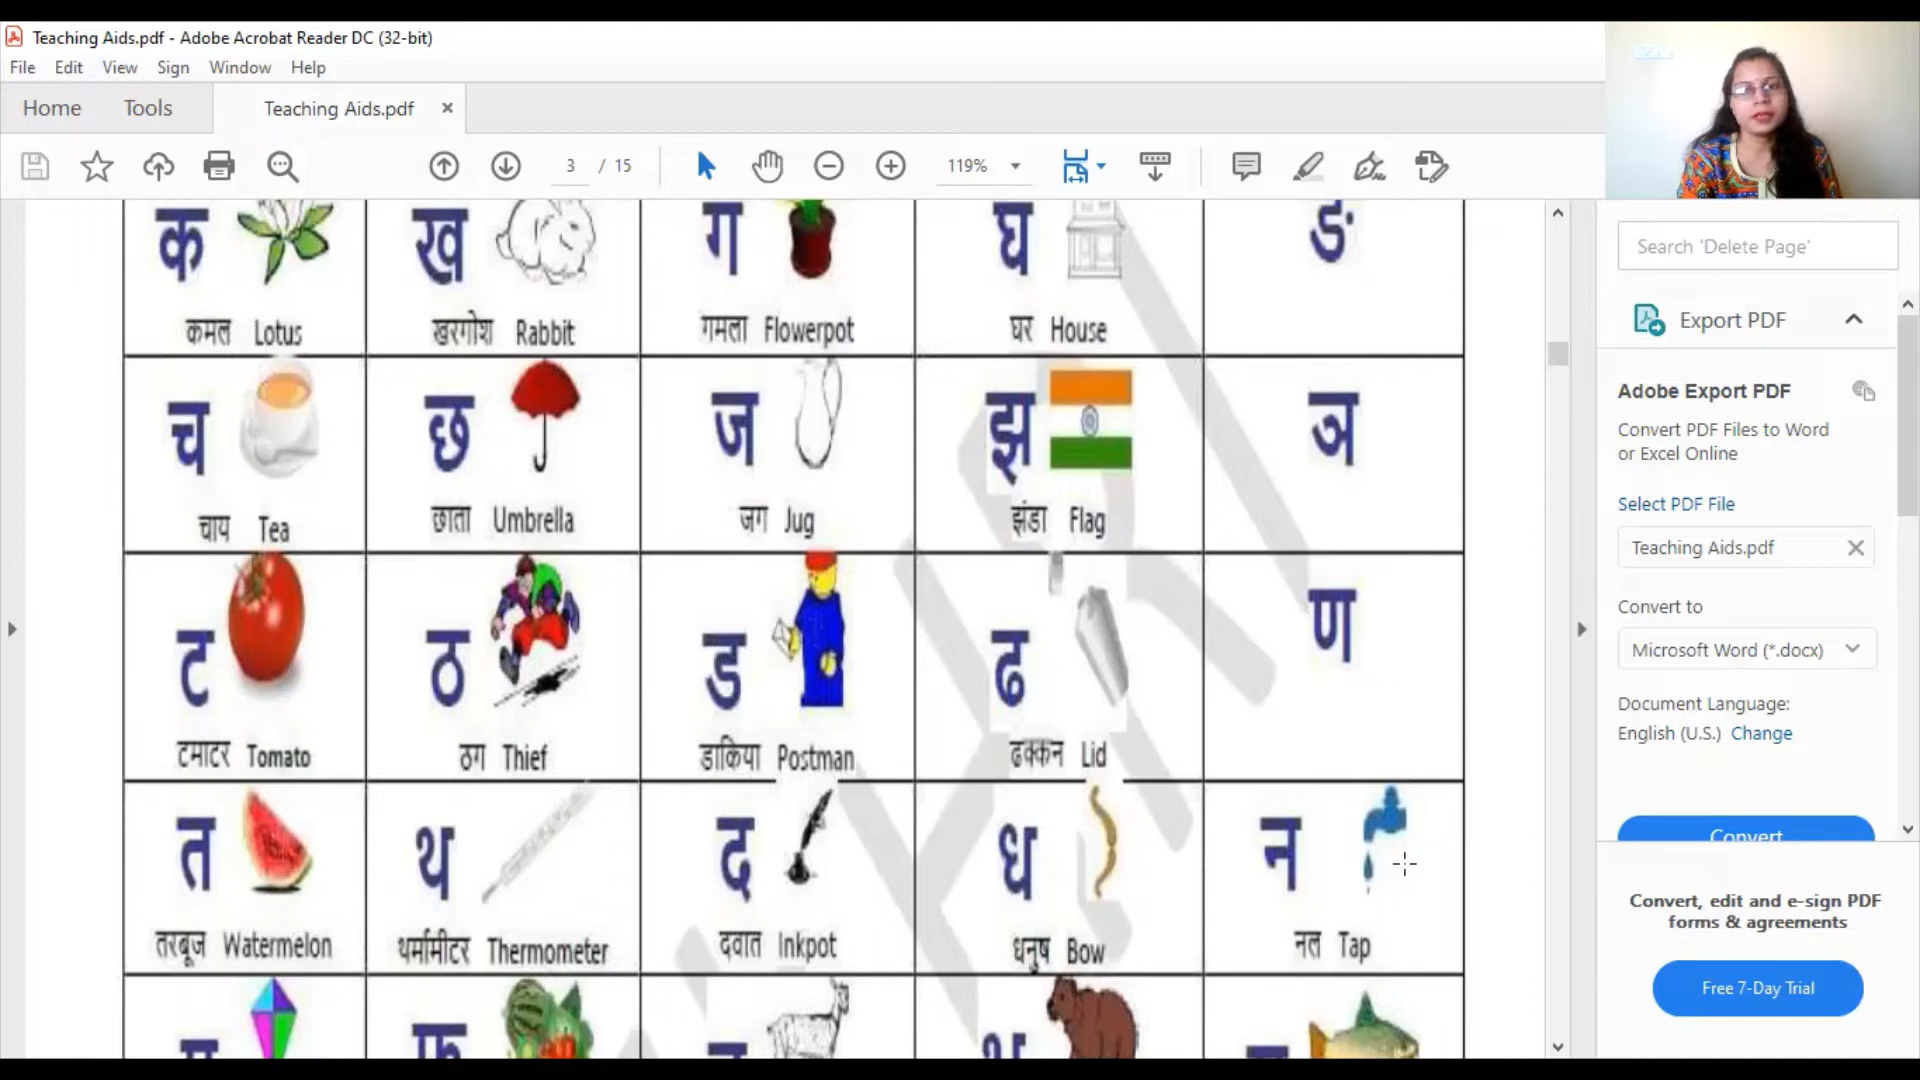 Teaching Aids.pdf - Adobe Acrobat Reader DC (32-bit)
File Edit View Sign Window Help
Home Tools Teaching Aids.pdf ×
3 / 15 119%
क ख ग घ ङ
कमल Lotus खरगोश Rabbit गमला Flowerpot घर House
च छ ज झ ञ
चाय Tea छाता Umbrella जग Jug झंडा Flag
ट ठ ड ढ ण
टमाटर Tomato ठग Thief डाकिया Postman ढक्कन Lid
त थ द ध न
तरबूज Watermelon थर्मामीटर Thermometer दवात Inkpot धनुष Bow नल Tap
Search 'Delete Page'
Export PDF
Adobe Export PDF
Convert PDF Files to Word
or Excel Online
Select PDF File
Teaching Aids.pdf
Convert to
Microsoft Word (*.docx)
Document Language:
English (U.S.) Change
Convert
Convert, edit and e-sign PDF
forms & agreements
Free 7-Day Trial